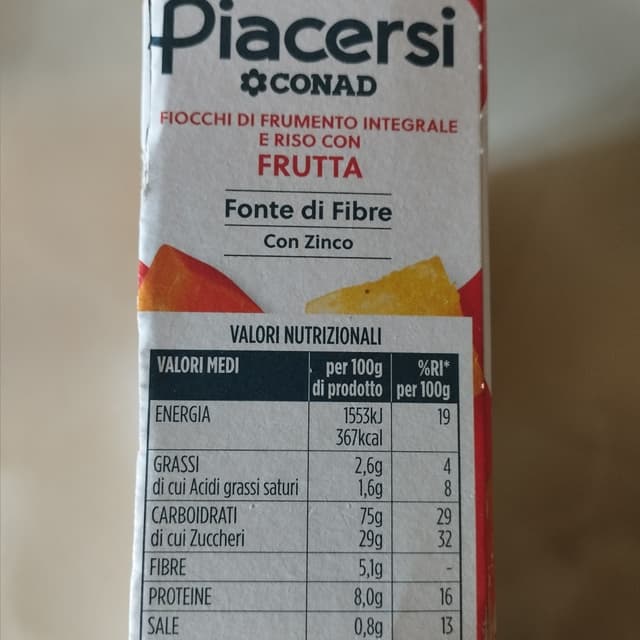 Piacersi
CONAD
FIOCCHI DI FRUMENTO INTEGRALE
E RISO CON
FRUTTA
Fonte di Fibre
Con Zinco
VALORI NUTRIZIONALI
VALORI MEDI per 100g di prodotto %RI* per 100g
ENERGIA 1553kJ 19
367kcal
GRASSI 2,6g 4
di cui Acidi grassi saturi 1,6g 8
CARBOIDRATI 75g 29
di cui Zuccheri 29g 32
FIBRE 5,1g -
PROTEINE 8,0g 16
SALE 0,8g 13